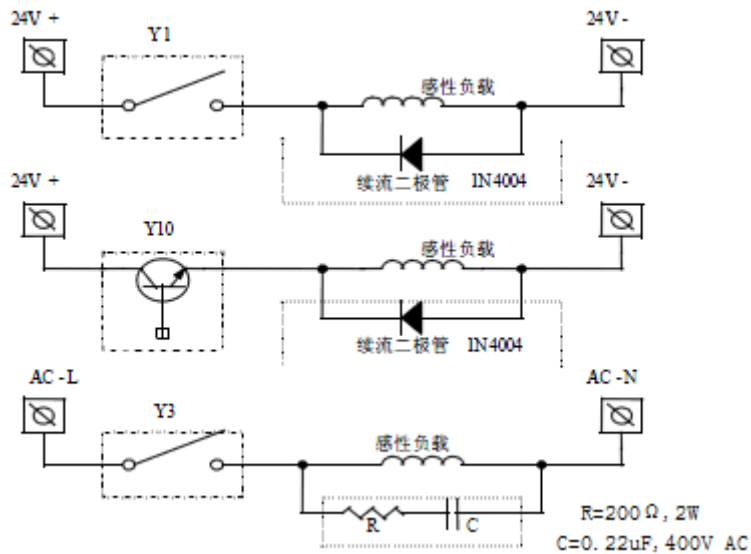 24V +
24V -
Y1
感性负载
续流二极管 IN4004
24V +
24V -
Y10
感性负载
续流二极管 IN4004
AC -L
AC -N
Y3
感性负载
R C
R=200Ω, 2W
C=0.22uF, 400V AC